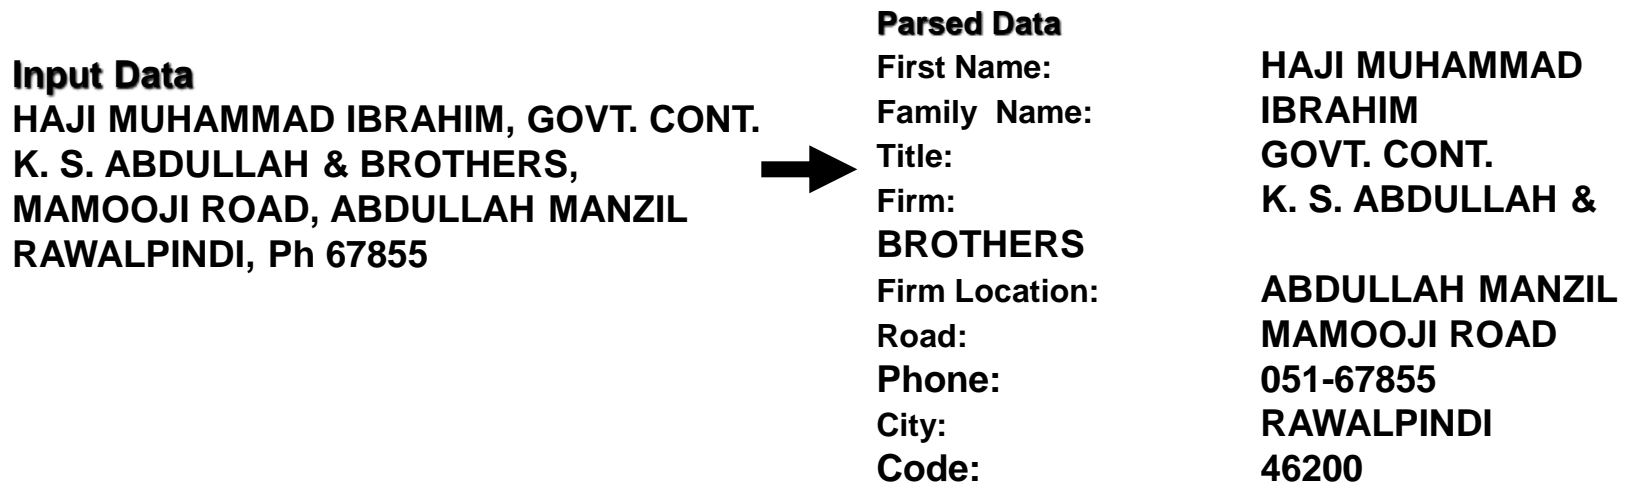 Input Data
HAJI MUHAMMAD IBRAHIM, GOVT. CONT.
K. S. ABDULLAH & BROTHERS,
MAMOOJI ROAD, ABDULLAH MANZIL
RAWALPINDI, Ph 67855
Parsed Data
First Name: HAJI MUHAMMAD
Family Name: IBRAHIM
Title: GOVT. CONT.
Firm: K. S. ABDULLAH &
BROTHERS
Firm Location: ABDULLAH MANZIL
Road: MAMOOJI ROAD
Phone: 051-67855
City: RAWALPINDI
Code: 46200